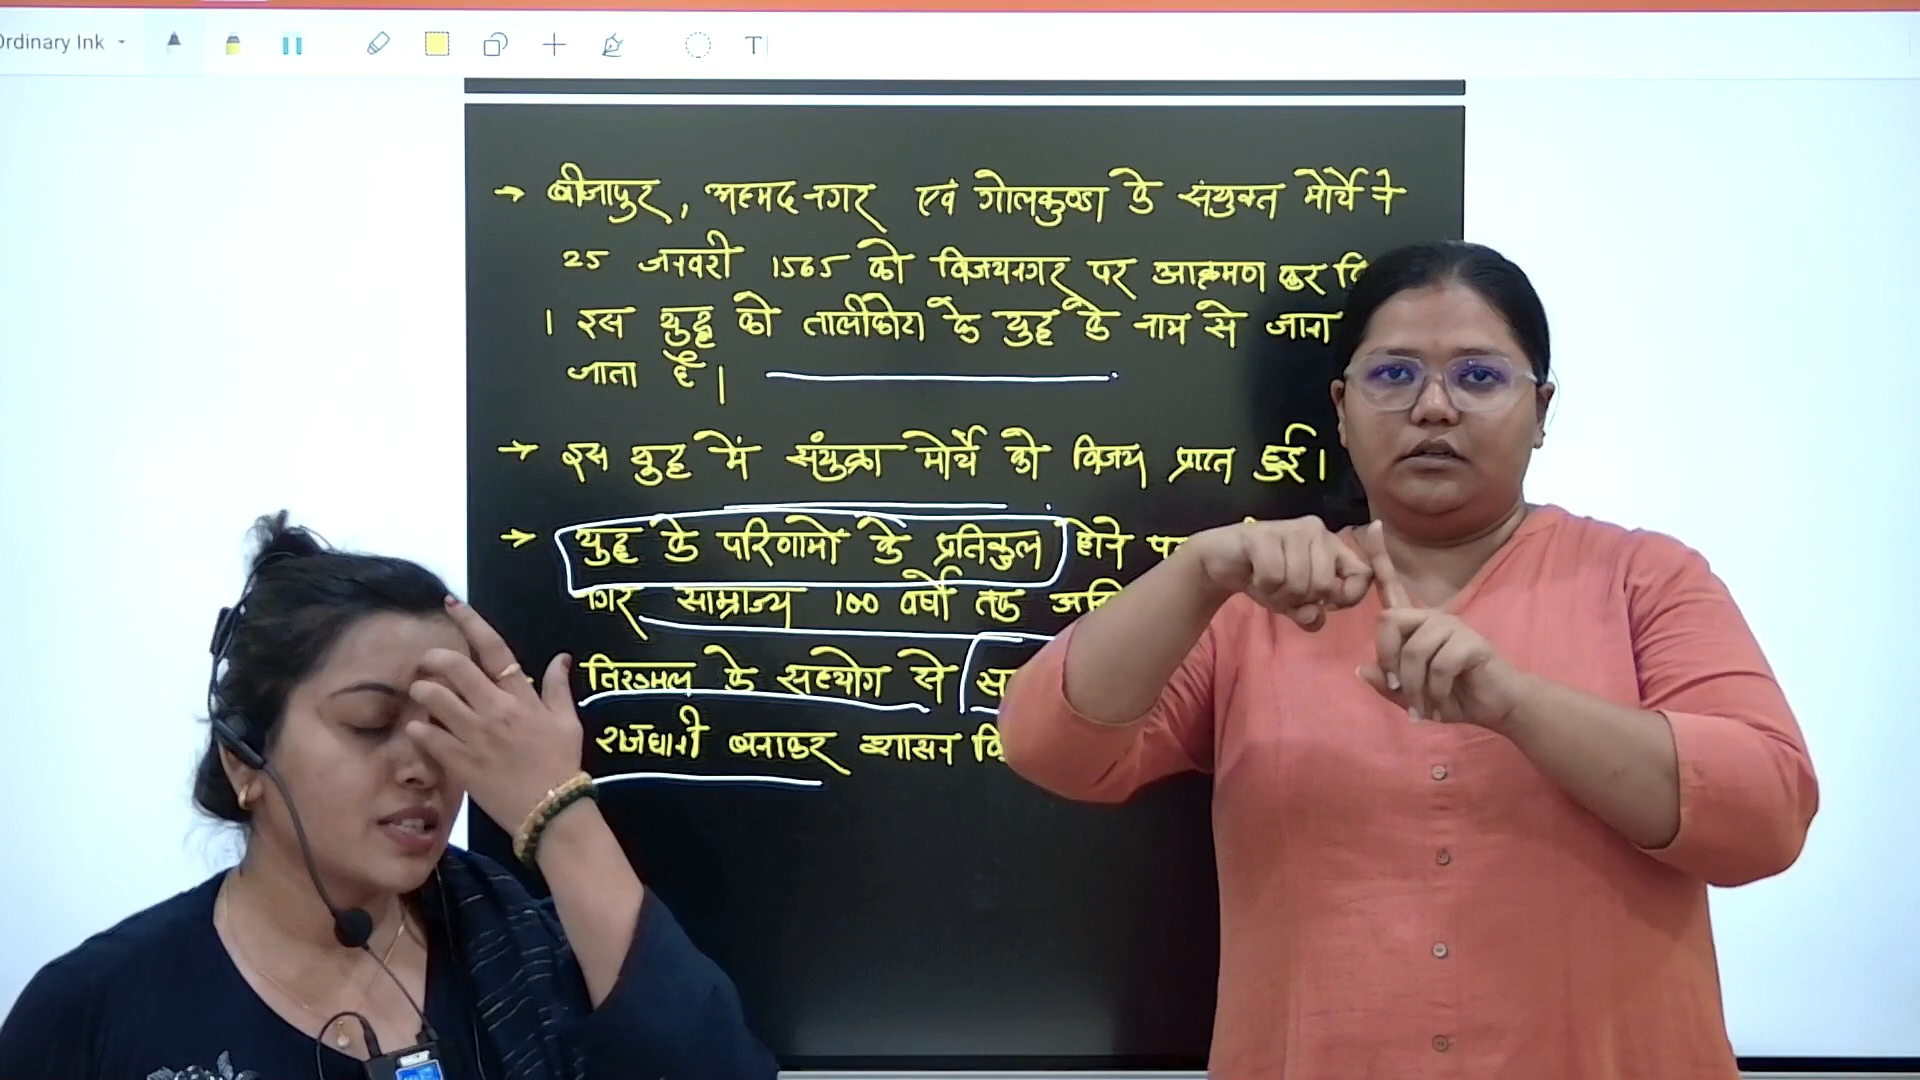 Ordinary Ink
T
→ बीजापुर, अहमदनगर एवं गोलकुण्डा के संयुक्त मोर्चे ने
25 जनवरी 1565 को विजयनगर पर आक्रमण कर
। इस युद्ध को तालीकोटा के युद्ध के नाम से जाना
जाता है।
→ इस युद्ध में संयुक्त मोर्चे को विजय प्राप्त हुई।
→ युद्ध के परिणामों के प्रतिकुल होने
साम्राज्य 100 वर्षों तक
तिरुमल के सहयोग से
राजधानी बनाकर शासन